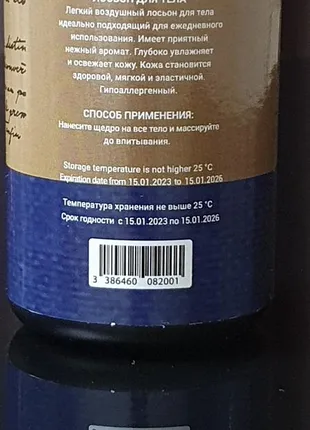 ЛОСЬОН ДЛЯ ТЕЛА
Легкий воздушный лосьон для тела
идеально подходящий для ежедневного
использования. Имеет приятный
нежный аромат. Глубоко увлажняет
и освежает кожу. Кожа становится
здоровой, мягкой и эластичной.
Гипоаллергенный.
СПОСОБ ПРИМЕНЕНИЯ:
Нанесите щедро на все тело и массируйте
до впитывания.
Storage temperature is not higher 25 °C
Expiration date from 15.01.2023 to 15.01.2026
Температура хранения не выше 25 °C
Срок годности с 15.01.2023 по 15.01.2026
3 386460 082001